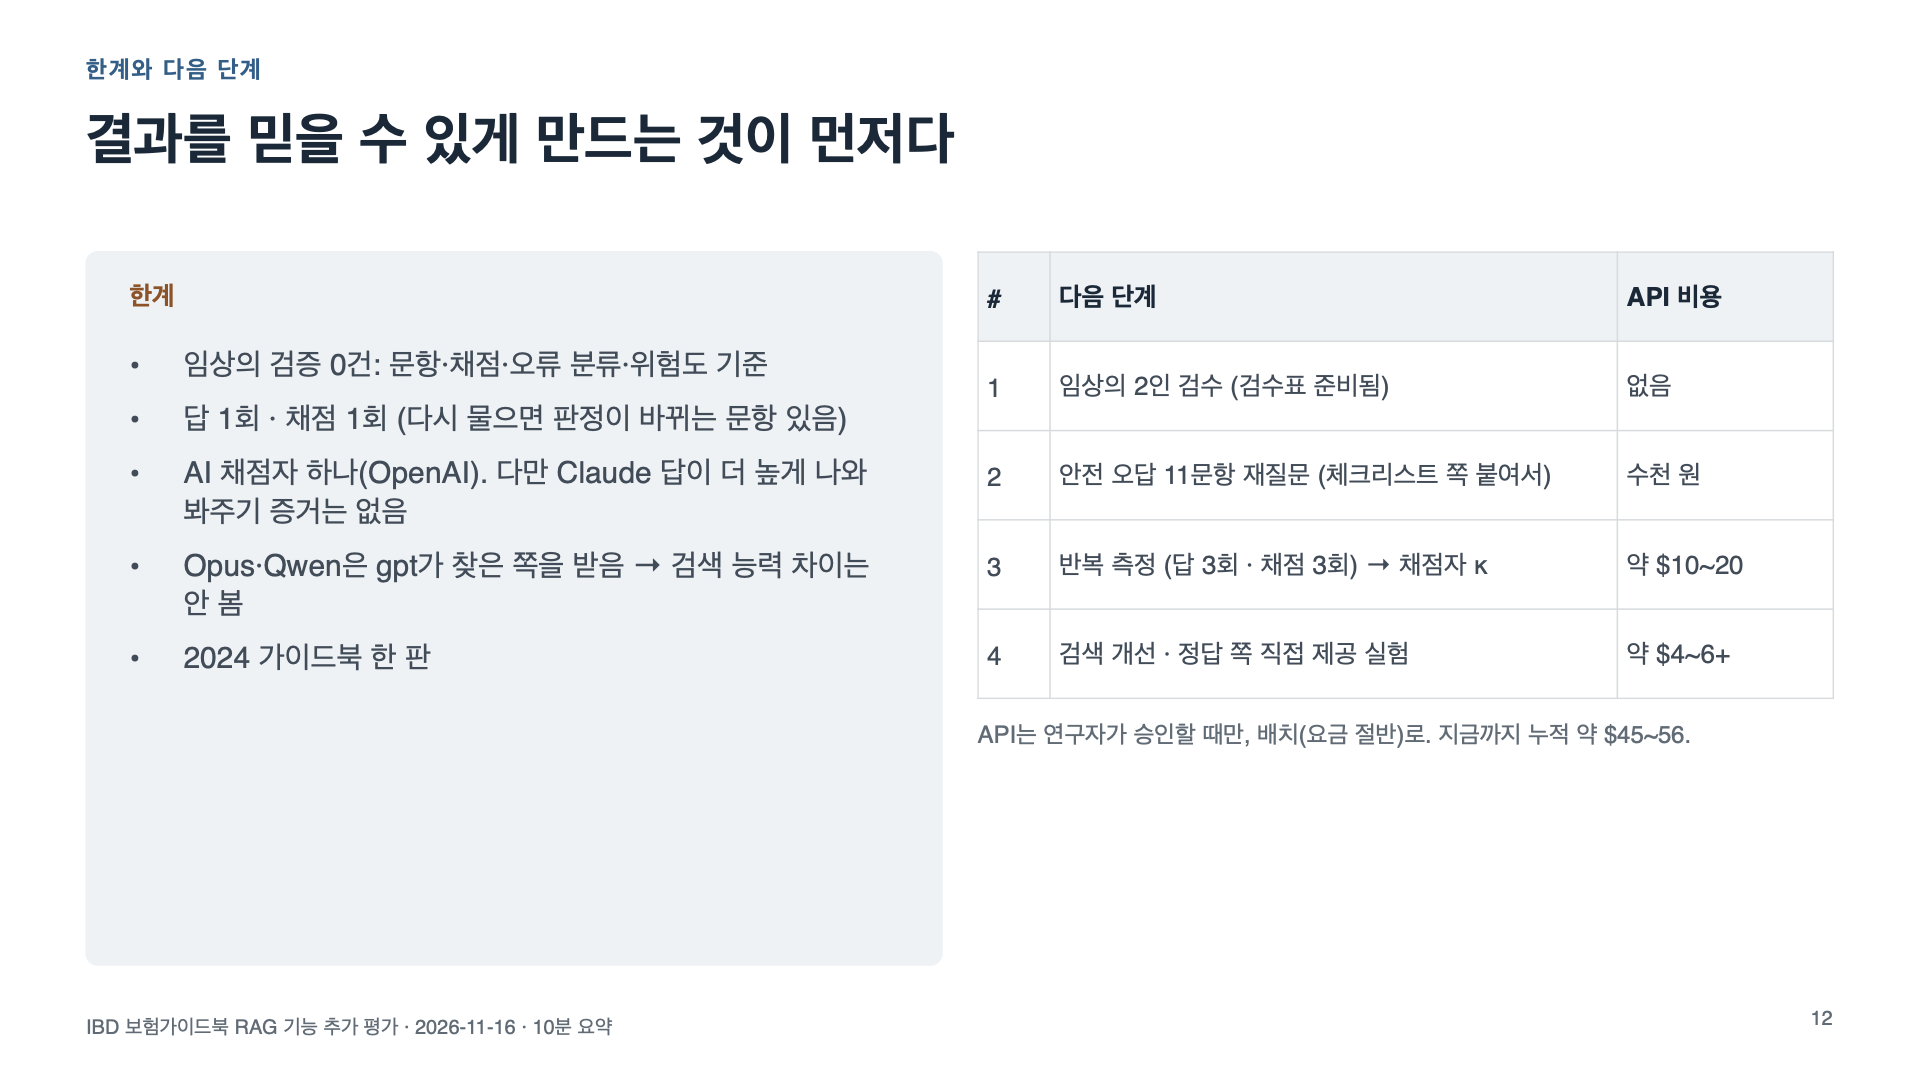 한계와 다음 단계
결과를 믿을 수 있게 만드는 것이 먼저다
한계
• 임상의 검증 0건: 문항·채점·오류 분류·위험도 기준
• 답 1회 · 채점 1회 (다시 물으면 판정이 바뀌는 문항 있음)
• AI 채점자 하나(OpenAI). 다만 Claude 답이 더 높게 나와
봐주기 증거는 없음
• Opus·Qwen은 gpt가 찾은 쪽을 받음 → 검색 능력 차이는
안 봄
• 2024 가이드북 한 판
# 다음 단계 API 비용
1 임상의 2인 검수 (검수표 준비됨) 없음
2 안전 오답 11문항 재질문 (체크리스트 쪽 붙여서) 수천 원
3 반복 측정 (답 3회 · 채점 3회) → 채점자 κ 약 $10~20
4 검색 개선 · 정답 쪽 직접 제공 실험 약 $4~6+
API는 연구자가 승인할 때만, 배치(요금 절반)로. 지금까지 누적 약 $45~56.
IBD 보험가이드북 RAG 기능 추가 평가 · 2026-11-16 · 10분 요약
12